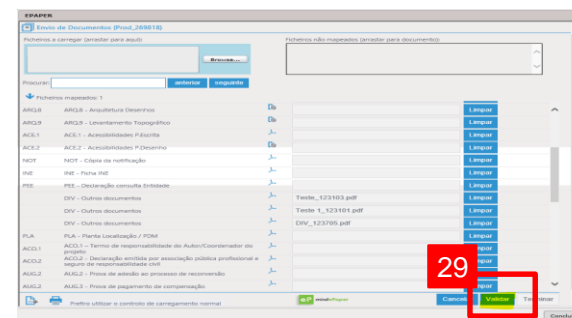 EPAPER
Envio de Documentos (Prod_289818)
Ficheiros a carregar (arrastar para aqui):
Ficheiros não mapeados (arrastar para documento):
Browse...
Procurar:
anterior
seguinte
Ficheiros mapeados: ?
ARQ.8 ARQ.8 - Arquitetura Desenhos Limpar
ARQ.9 ARQ.9 - Levantamento Topográfico Limpar
ACE.1 ACE.1 - Acessibilidades P.Escrita Limpar
ACE.2 ACE.2 - Acessibilidades P.Desenho Limpar
NOT NOT - Cópia da notificação Limpar
INE INE - Ficha INE Limpar
PEE PEE - Declaração consulta Entidade Limpar
DIV - Outros documentos Teste_123103.pdf Limpar
DIV - Outros documentos Teste 1_123101.pdf Limpar
DIV - Outros documentos DIV_123705.pdf Limpar
PLA PLA - Planta Localização / PDM Limpar
ACO.1 ACO.1 - Termo de responsabilidade do Autor/Coordenador do
projeto
ACO.2 ACO.2 - Declaração emitida por associação pública profissional e
seguro de responsabilidade civil
AUG.2 AUG.2 - Prova de adesão ao processo de reconversão
AUG.3 AUG.3 - Prova de pagamento de compensação
29
Prefiro utilizar o controlo de carregamento normal
eP
Validar
Terminar